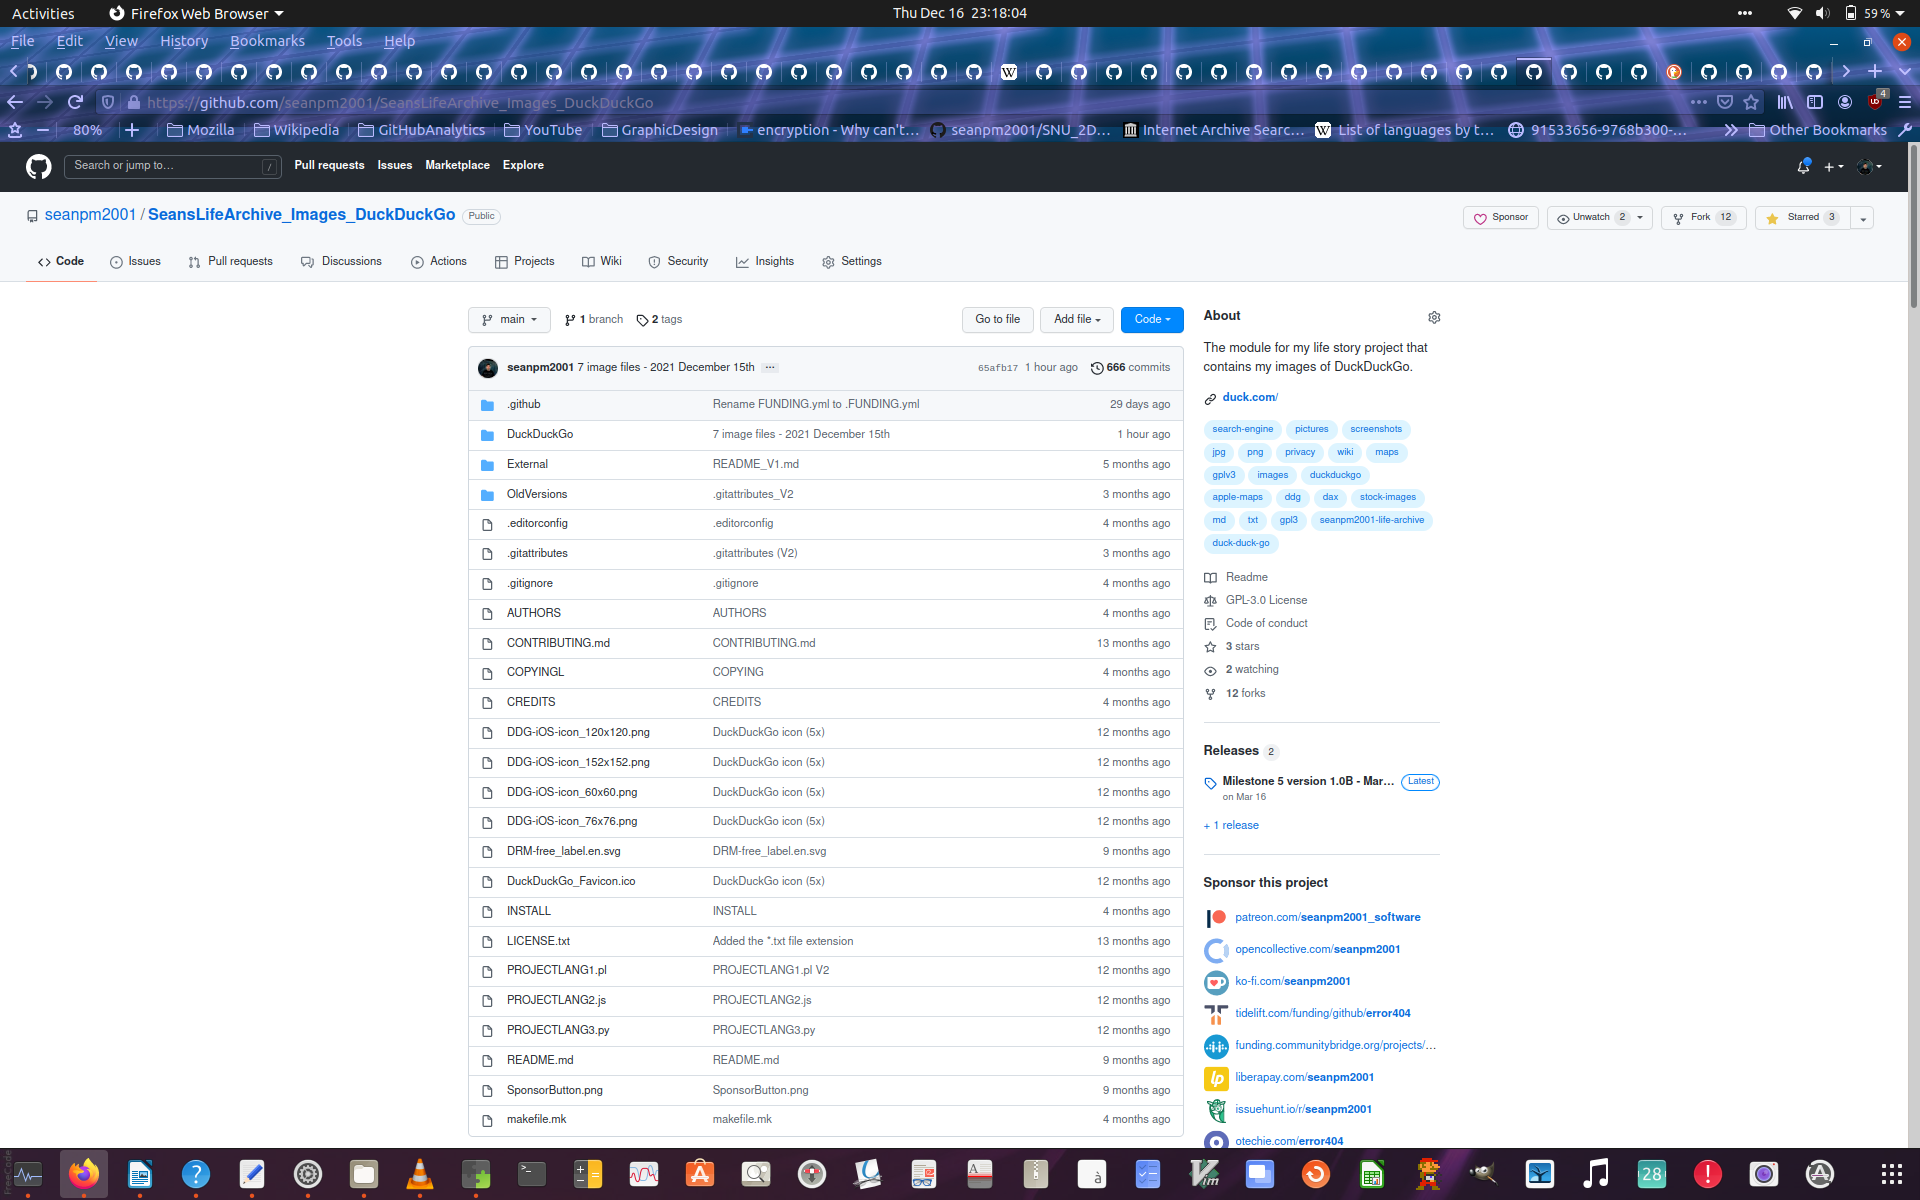 Activities Firefox Web Browser Thu Dec 16 23:18:04 59 %
File Edit View History Bookmarks Tools Help
https://github.com/seanpm2001/SeansLifeArchive_Images_DuckDuckGo 4
80% Mozilla Wikipedia GitHubAnalytics YouTube GraphicDesign encryption - Why can't... seanpm2001/SNU_2D... Internet Archive Searc... List of languages by t... 91533656-9768b300-... Other Bookmarks
Search or jump to... / Pull requests Issues Marketplace Explore
seanpm2001 / SeansLifeArchive_Images_DuckDuckGo Public Sponsor Unwatch 2 Fork 12 Starred 3
Code Issues Pull requests Discussions Actions Projects Wiki Security Insights Settings
main 1 branch 2 tags Go to file Add file Code
seanpm2001 7 image files - 2021 December 15th ... 65afb17 1 hour ago 666 commits
.github Rename FUNDING.yml to .FUNDING.yml 29 days ago
DuckDuckGo 7 image files - 2021 December 15th 1 hour ago
External README_V1.md 5 months ago
OldVersions .gitattributes_V2 3 months ago
.editorconfig .editorconfig 4 months ago
.gitattributes .gitattributes (V2) 3 months ago
.gitignore .gitignore 4 months ago
AUTHORS AUTHORS 4 months ago
CONTRIBUTING.md CONTRIBUTING.md 13 months ago
COPYINGL COPYING 4 months ago
CREDITS CREDITS 4 months ago
DDG-iOS-icon_120x120.png DuckDuckGo icon (5x) 12 months ago
DDG-iOS-icon_152x152.png DuckDuckGo icon (5x) 12 months ago
DDG-iOS-icon_60x60.png DuckDuckGo icon (5x) 12 months ago
DDG-iOS-icon_76x76.png DuckDuckGo icon (5x) 12 months ago
DRM-free_label.en.svg DRM-free_label.en.svg 9 months ago
DuckDuckGo_Favicon.ico DuckDuckGo icon (5x) 12 months ago
INSTALL INSTALL 4 months ago
LICENSE.txt Added the *.txt file extension 13 months ago
PROJECTLANG1.pl PROJECTLANG1.pl V2 12 months ago
PROJECTLANG2.js PROJECTLANG2.js 12 months ago
PROJECTLANG3.py PROJECTLANG3.py 12 months ago
README.md README.md 9 months ago
SponsorButton.png SponsorButton.png 9 months ago
makefile.mk makefile.mk 4 months ago
About
The module for my life story project that
contains my images of DuckDuckGo.
duck.com/
search-engine pictures screenshots
jpg png privacy wiki maps
gplv3 images duckduckgo
apple-maps ddg dax stock-images
md txt gpl3 seanpm2001-life-archive
duck-duck-go
Readme
GPL-3.0 License
Code of conduct
3 stars
2 watching
12 forks
Releases 2
Milestone 5 version 1.0B - Mar... Latest
on Mar 16
+ 1 release
Sponsor this project
patreon.com/seanpm2001_software
opencollective.com/seanpm2001
ko-fi.com/seanpm2001
tidelift.com/funding/github/error404
funding.communitybridge.org/projects/...
liberapay.com/seanpm2001
issuehunt.io/r/seanpm2001
otechie.com/error404
28